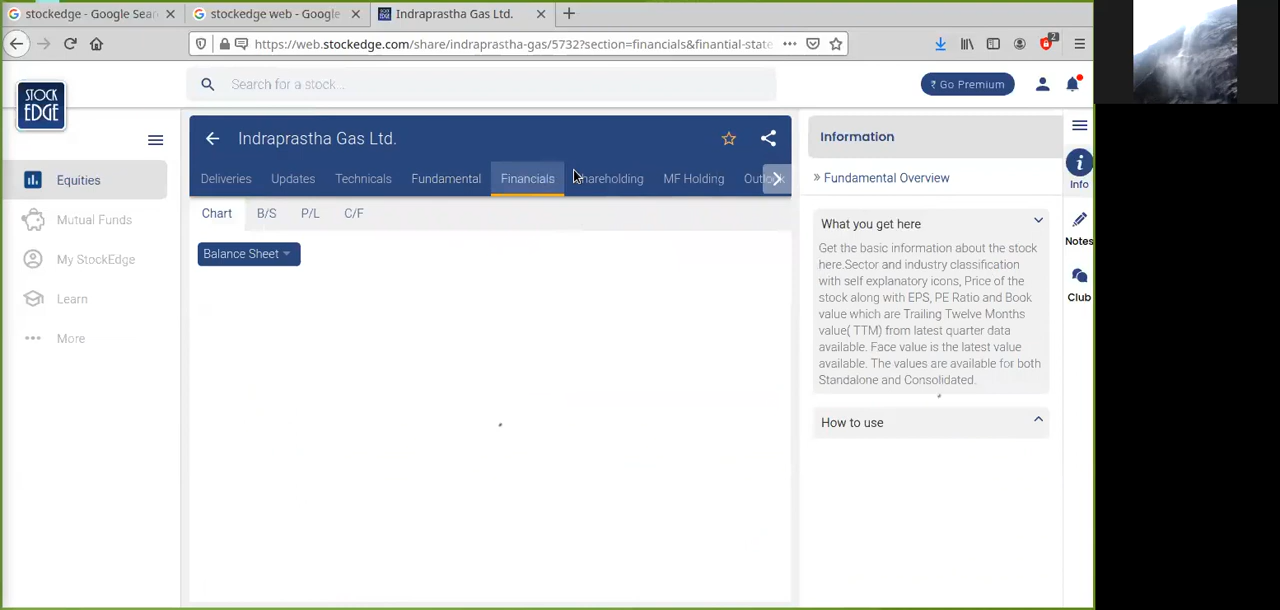 stockedge - Google Sear
stockedge web - Google
Indraprastha Gas Ltd.
https://web.stockedge.com/share/indraprastha-gas/5732?section=financials&finantial-state
2
STOCK
EDGE
Search for a stock...
₹ Go Premium
Indraprastha Gas Ltd.
Deliveries Updates Technicals Fundamental Financials Shareholding MF Holding
Chart B/S P/L C/F
Balance Sheet
Equities
Mutual Funds
My StockEdge
Learn
More
Information
» Fundamental Overview
What you get here
Get the basic information about the stock
here.Sector and industry classification
with self explanatory icons, Price of the
stock along with EPS, PE Ratio and Book
value which are Trailing Twelve Months
value( TTM) from latest quarter data
available. Face value is the latest value
available. The values are available for both
Standalone and Consolidated.
How to use
Info
Notes
Club